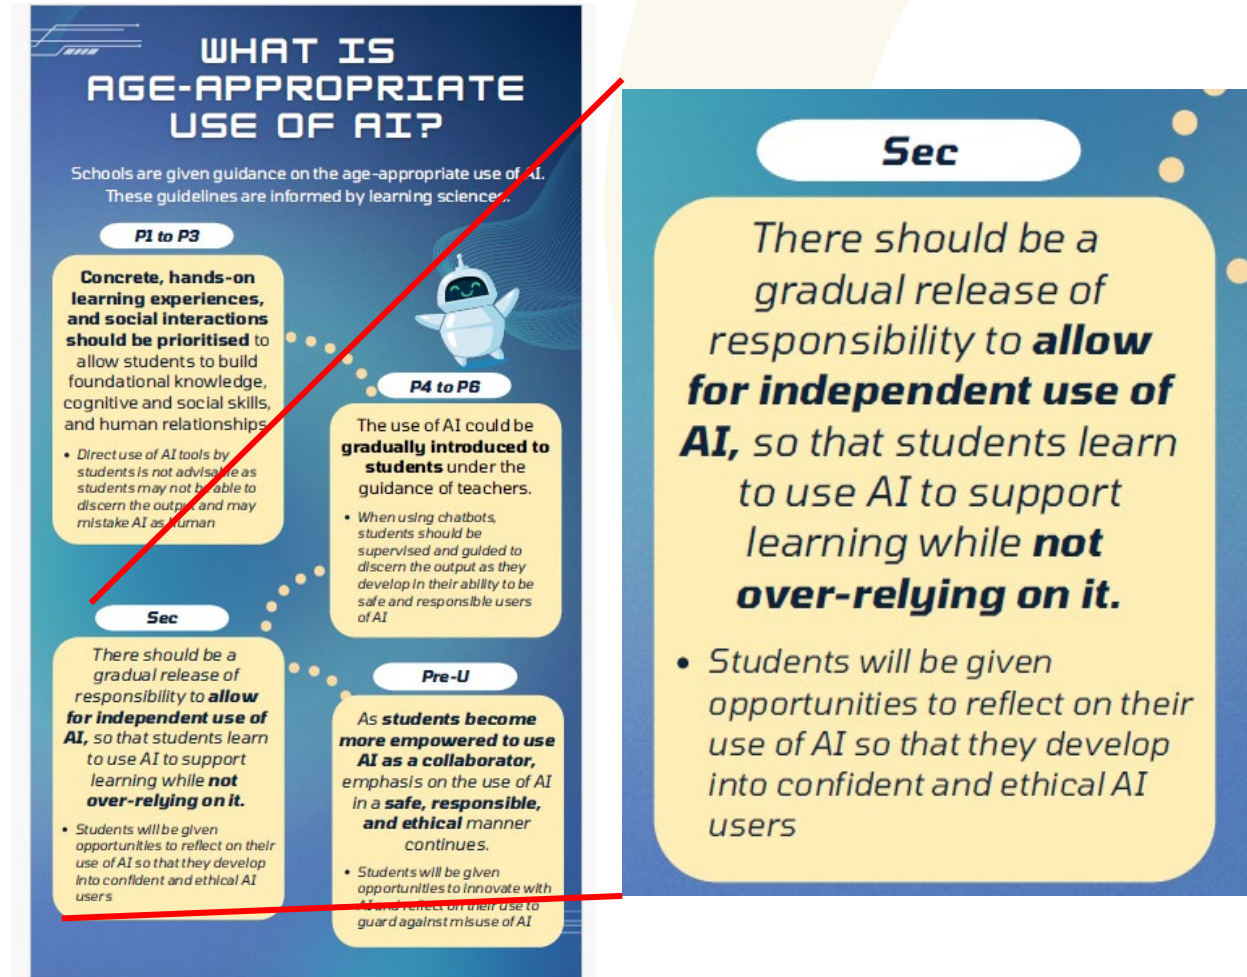 WHAT IS
AGE-APPROPRIATE
USE OF AI?
Schools are given guidance on the age-appropriate use of AI.
These guidelines are informed by learning sciences.
P1 to P3
Concrete, hands-on
learning experiences,
and social interactions
should be prioritised to
allow students to build
foundational knowledge,
cognitive and social skills,
and human relationships.
• Direct use of AI tools by
students is not advisable as
students may not be able to
discern the output and may
mistake AI as human
P4 to P6
The use of AI could be
gradually introduced to
students under the
guidance of teachers.
• When using chatbots,
students should be
supervised and guided to
discern the output as they
develop in their ability to be
safe and responsible users
of AI
Sec
There should be a
gradual release of
responsibility to allow
for independent use of
AI, so that students learn
to use AI to support
learning while not
over-relying on it.
• Students will be given
opportunities to reflect on their
use of AI so that they develop
into confident and ethical AI
users
Pre-U
As students become
more empowered to use
AI as a collaborator,
emphasis on the use of AI
in a safe, responsible,
and ethical manner
continues.
• Students will be given
opportunities to innovate with
AI and reflect on their use to
guard against misuse of AI
Sec
There should be a
gradual release of
responsibility to allow
for independent use of
AI, so that students learn
to use AI to support
learning while not
over-relying on it.
• Students will be given
opportunities to reflect on their
use of AI so that they develop
into confident and ethical AI
users